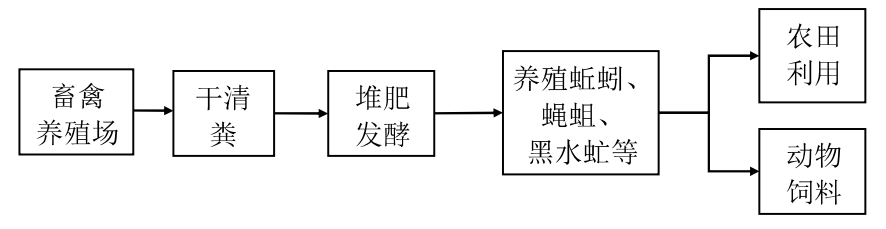 畜禽
养殖场
干清
粪
堆肥
发酵
养殖蚯蚓、
蝇蛆、
黑水虻等
农田
利用
动物
饲料